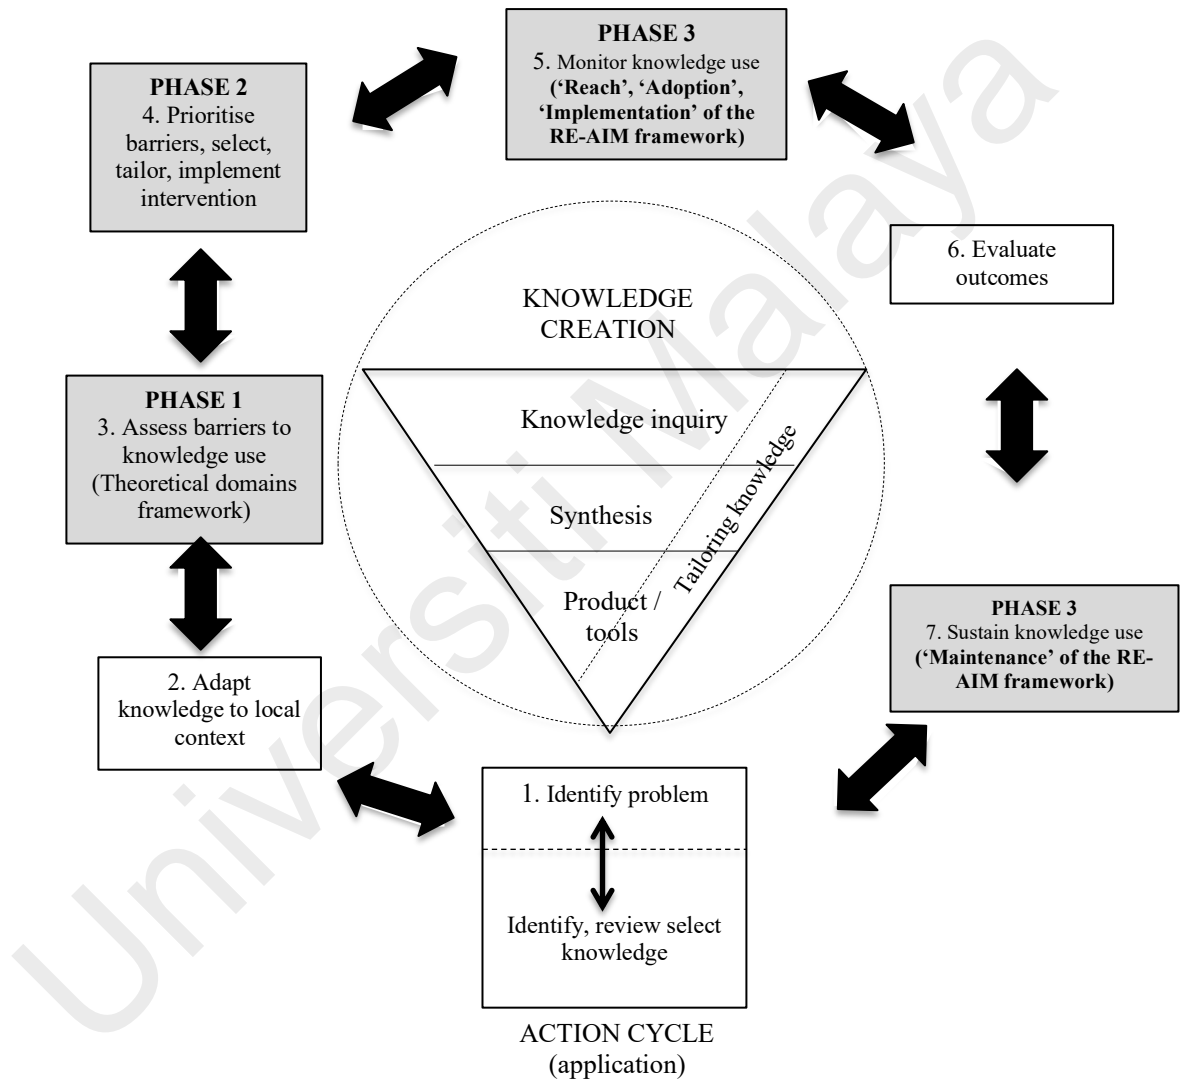 PHASE 3
5. Monitor knowledge use
(‘Reach’, ‘Adoption’,
‘Implementation’ of the
RE-AIM framework)
PHASE 2
4. Prioritise
barriers, select,
tailor, implement
intervention
6. Evaluate
outcomes
KNOWLEDGE
CREATION
Knowledge inquiry
Synthesis
Product /
tools
Tailoring knowledge
PHASE 1
3. Assess barriers to
knowledge use
(Theoretical domains
framework)
PHASE 3
7. Sustain knowledge use
(‘Maintenance’ of the RE-
AIM framework)
2. Adapt
knowledge to local
context
1. Identify problem
Identify, review select
knowledge
ACTION CYCLE
(application)
Universiti Malaya